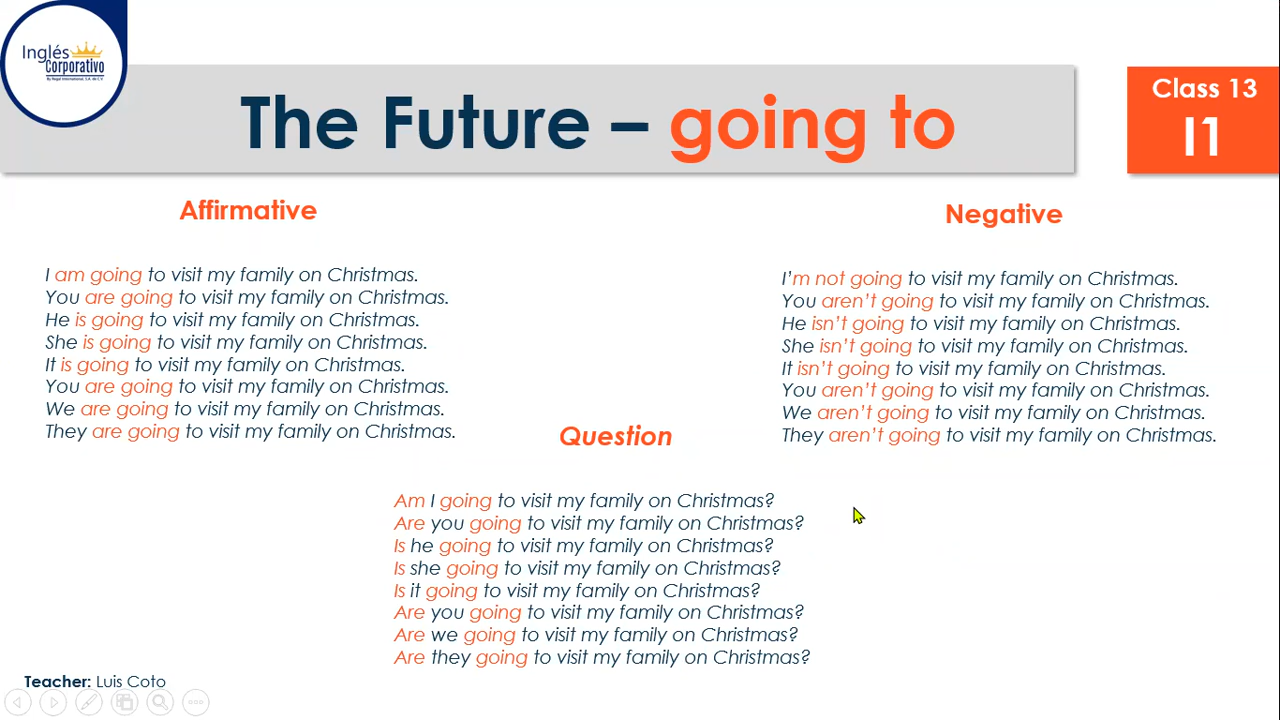 Inglés
Corporativo
By Regal International, S.A. de C.V.
The Future – going to
Class 13
I1
Affirmative
I am going to visit my family on Christmas.
You are going to visit my family on Christmas.
He is going to visit my family on Christmas.
She is going to visit my family on Christmas.
It is going to visit my family on Christmas.
You are going to visit my family on Christmas.
We are going to visit my family on Christmas.
They are going to visit my family on Christmas.
Negative
I’m not going to visit my family on Christmas.
You aren’t going to visit my family on Christmas.
He isn’t going to visit my family on Christmas.
She isn’t going to visit my family on Christmas.
It isn’t going to visit my family on Christmas.
You aren’t going to visit my family on Christmas.
We aren’t going to visit my family on Christmas.
They aren’t going to visit my family on Christmas.
Question
Am I going to visit my family on Christmas?
Are you going to visit my family on Christmas?
Is he going to visit my family on Christmas?
Is she going to visit my family on Christmas?
Is it going to visit my family on Christmas?
Are you going to visit my family on Christmas?
Are we going to visit my family on Christmas?
Are they going to visit my family on Christmas?
Teacher: Luis Coto